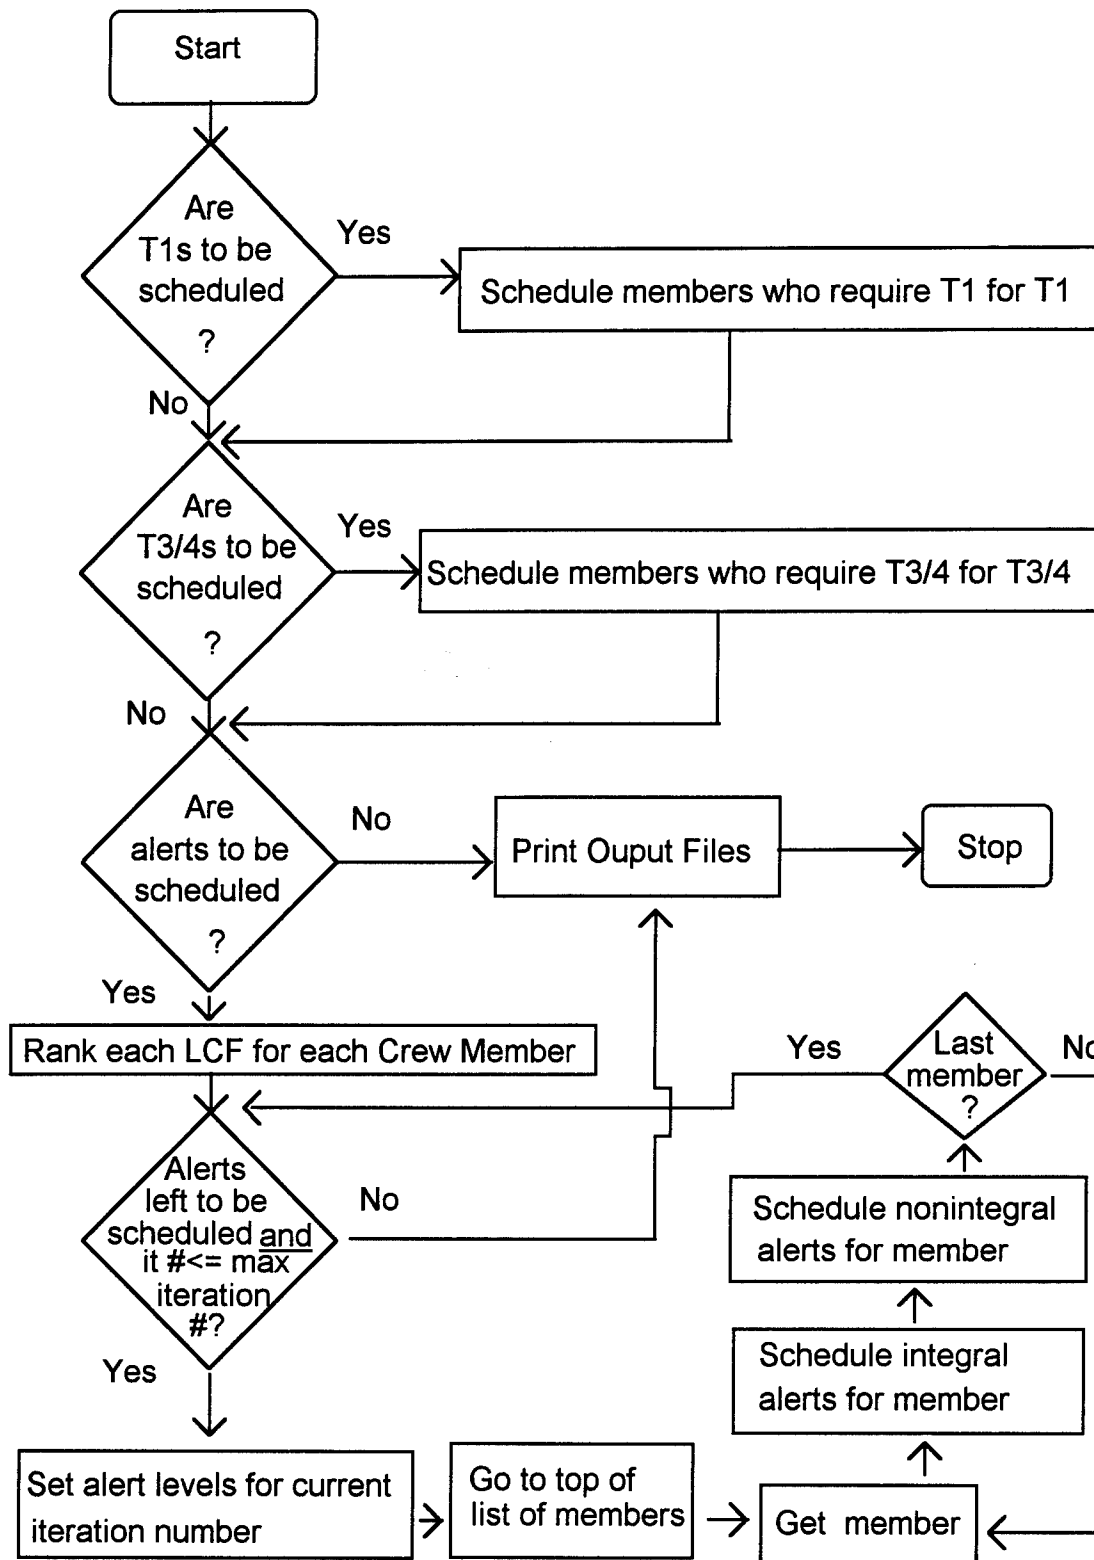 Start
Are
T1s to be
scheduled
?
Yes
Schedule members who require T1 for T1
No
Are
T3/4s to be
scheduled
?
Yes
Schedule members who require T3/4 for T3/4
No
Are
alerts to be
scheduled
?
No
Print Ouput Files
Stop
Yes
Rank each LCF for each Crew Member
Yes
Last
member
?
No
Alerts
left to be
scheduled and
it #<= max
iteration
#?
No
Schedule nonintegral
alerts for member
Yes
Schedule integral
alerts for member
Set alert levels for current
iteration number
Go to top of
list of members
Get member